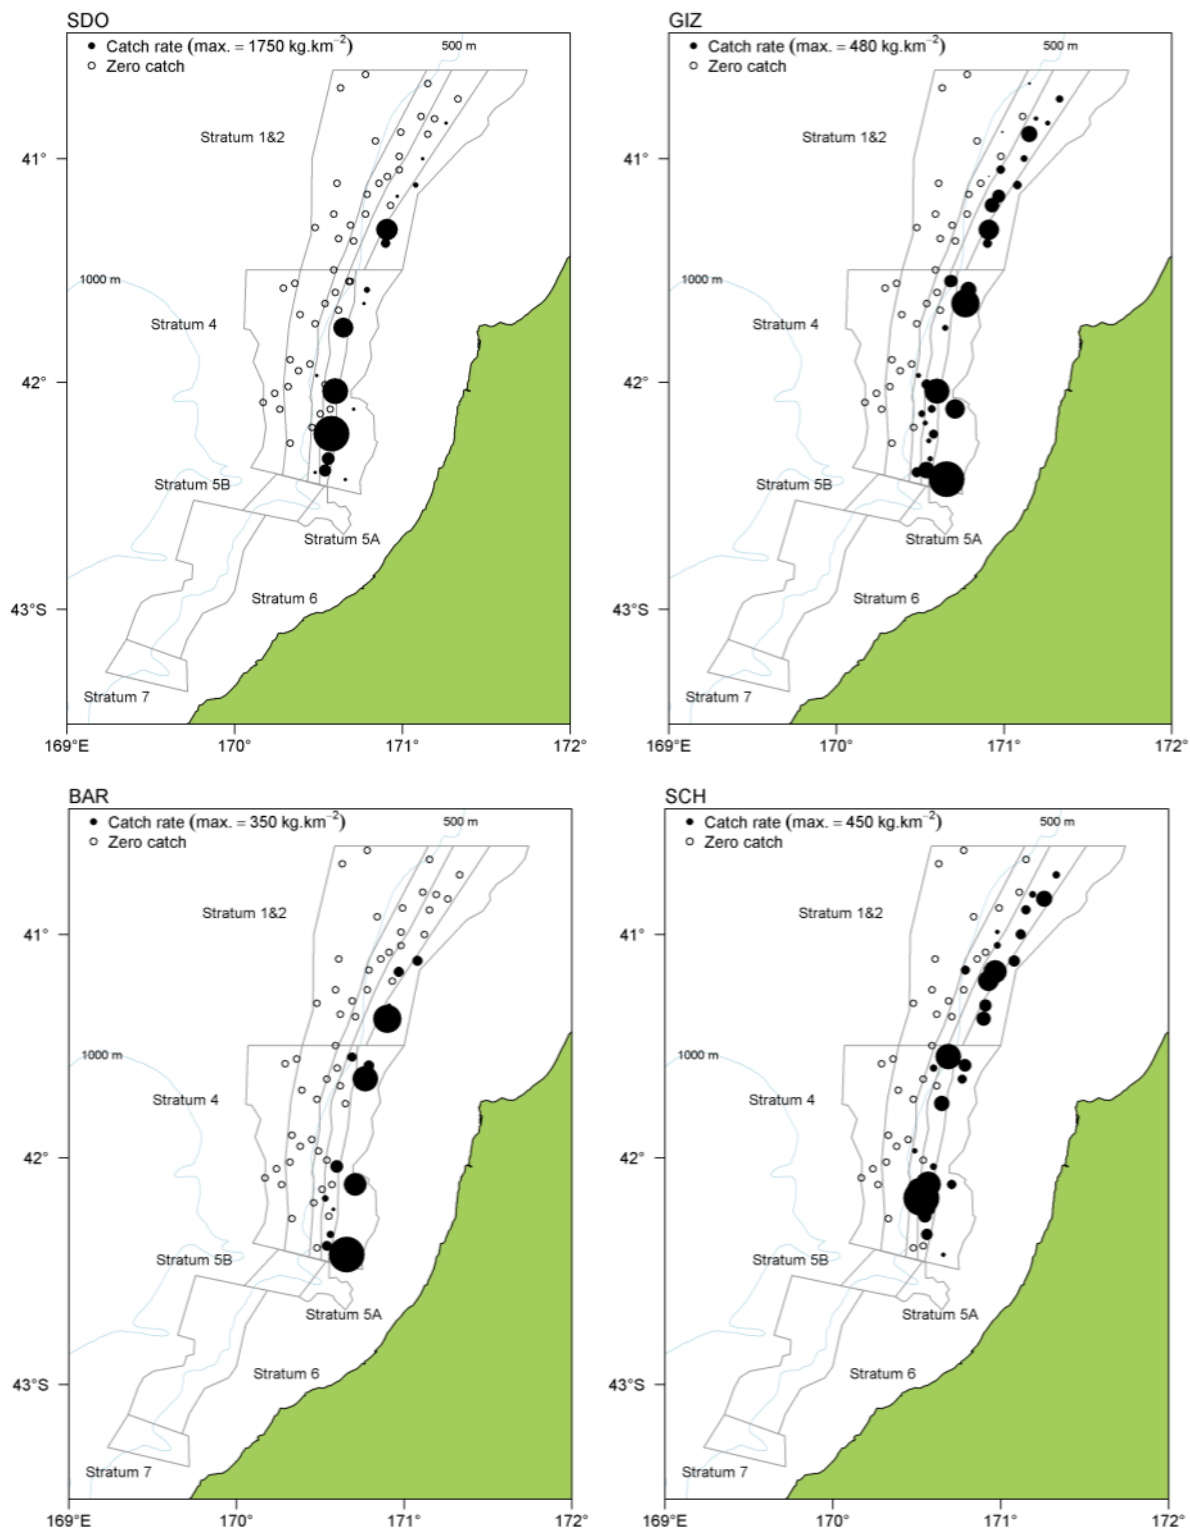 SDO
Catch rate (max. = 1750 kg.km⁻²)
Zero catch
500 m
Stratum 1&2
41°
1000 m
Stratum 4
42°
Stratum 5B
Stratum 5A
43°S
Stratum 6
Stratum 7
169°E
170°
171°
172°
GIZ
Catch rate (max. = 480 kg.km⁻²)
Zero catch
500 m
Stratum 1&2
41°
1000 m
Stratum 4
42°
Stratum 5B
Stratum 5A
43°S
Stratum 6
Stratum 7
169°E
170°
171°
172°
BAR
Catch rate (max. = 350 kg.km⁻²)
Zero catch
500 m
Stratum 1&2
41°
1000 m
Stratum 4
42°
Stratum 5B
Stratum 5A
43°S
Stratum 6
Stratum 7
169°E
170°
171°
172°
SCH
Catch rate (max. = 450 kg.km⁻²)
Zero catch
500 m
Stratum 1&2
41°
1000 m
Stratum 4
42°
Stratum 5B
Stratum 5A
43°S
Stratum 6
Stratum 7
169°E
170°
171°
172°